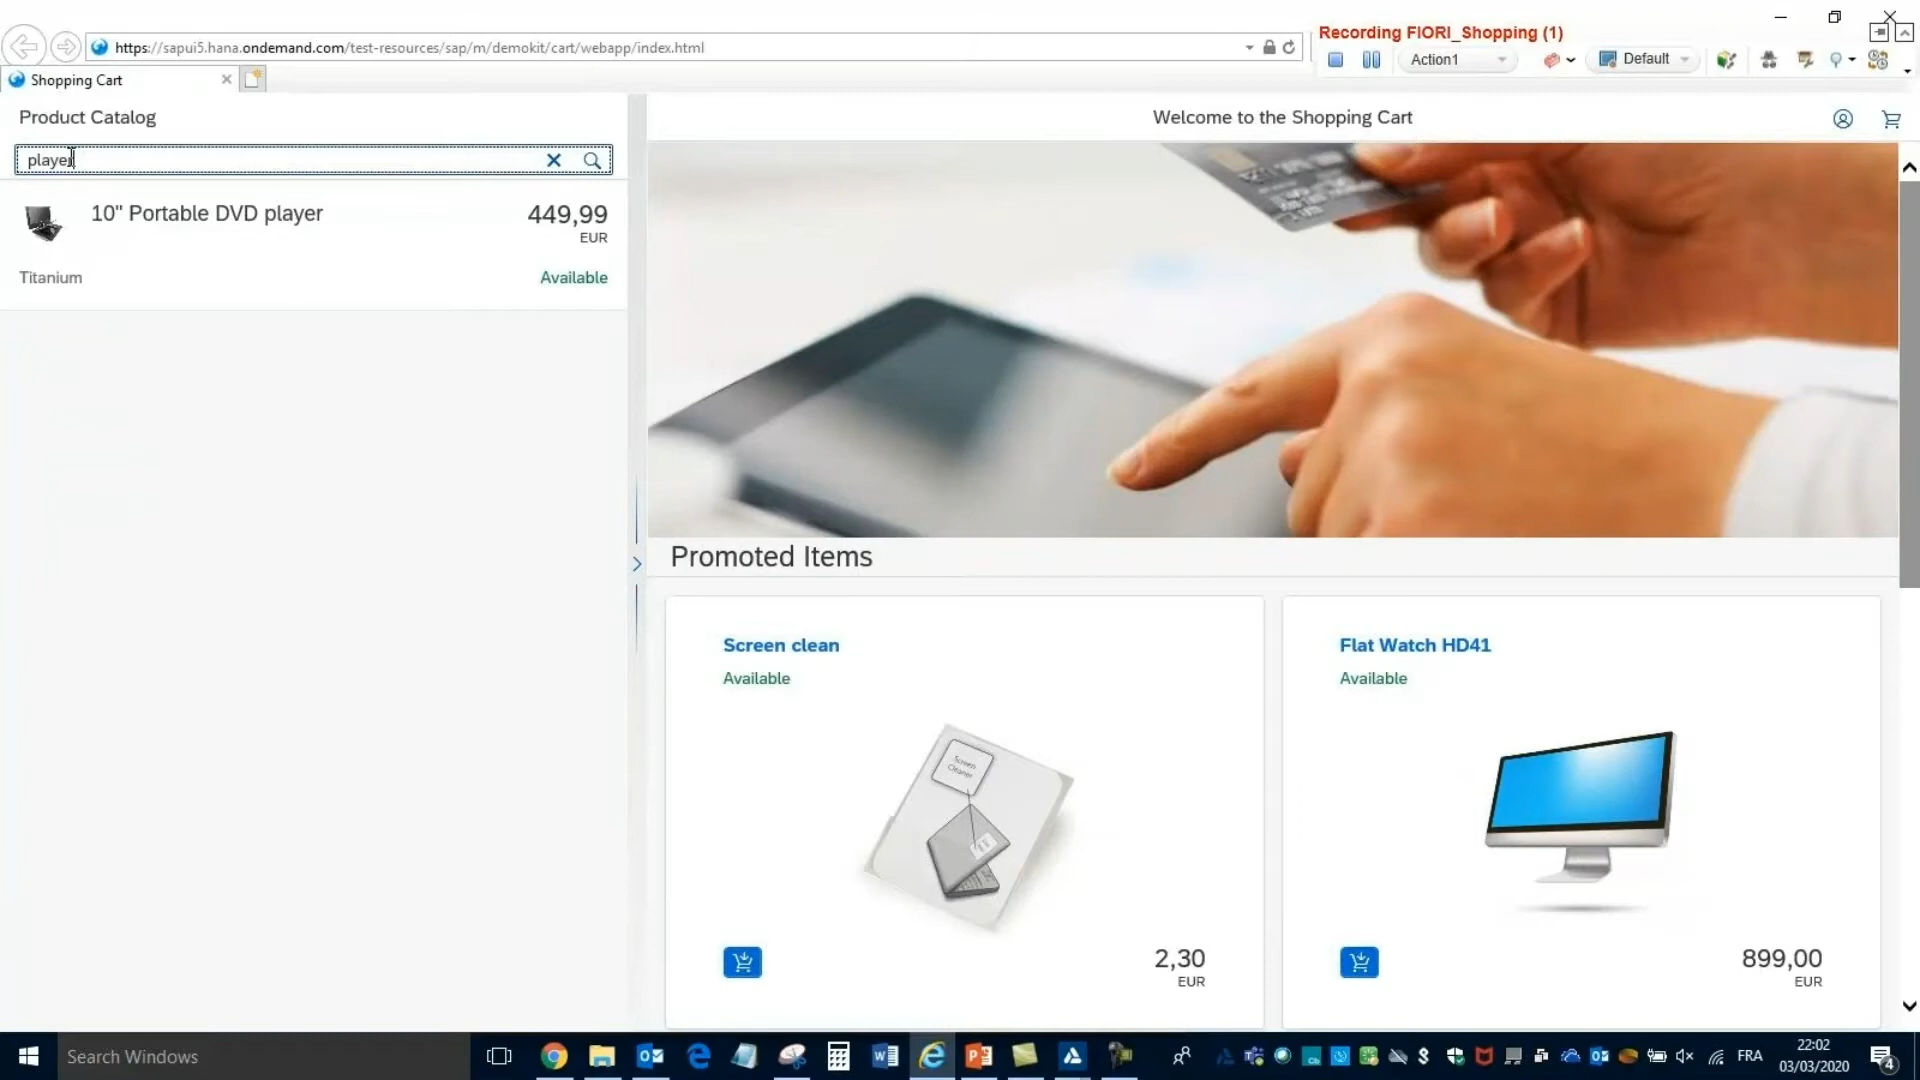 Recording FIORI_Shopping (1)
https://sapui5.hana.ondemand.com/test-resources/sap/m/demokit/cart/webapp/index.html
Action1
Default
Shopping Cart
Product Catalog
Welcome to the Shopping Cart
player
10" Portable DVD player
449,99
EUR
Titanium
Available
Promoted Items
Screen clean
Available
Flat Watch HD41
Available
Screen
Cleaner
2,30
EUR
899,00
EUR
Search Windows
FRA
22:02
03/03/2020
4